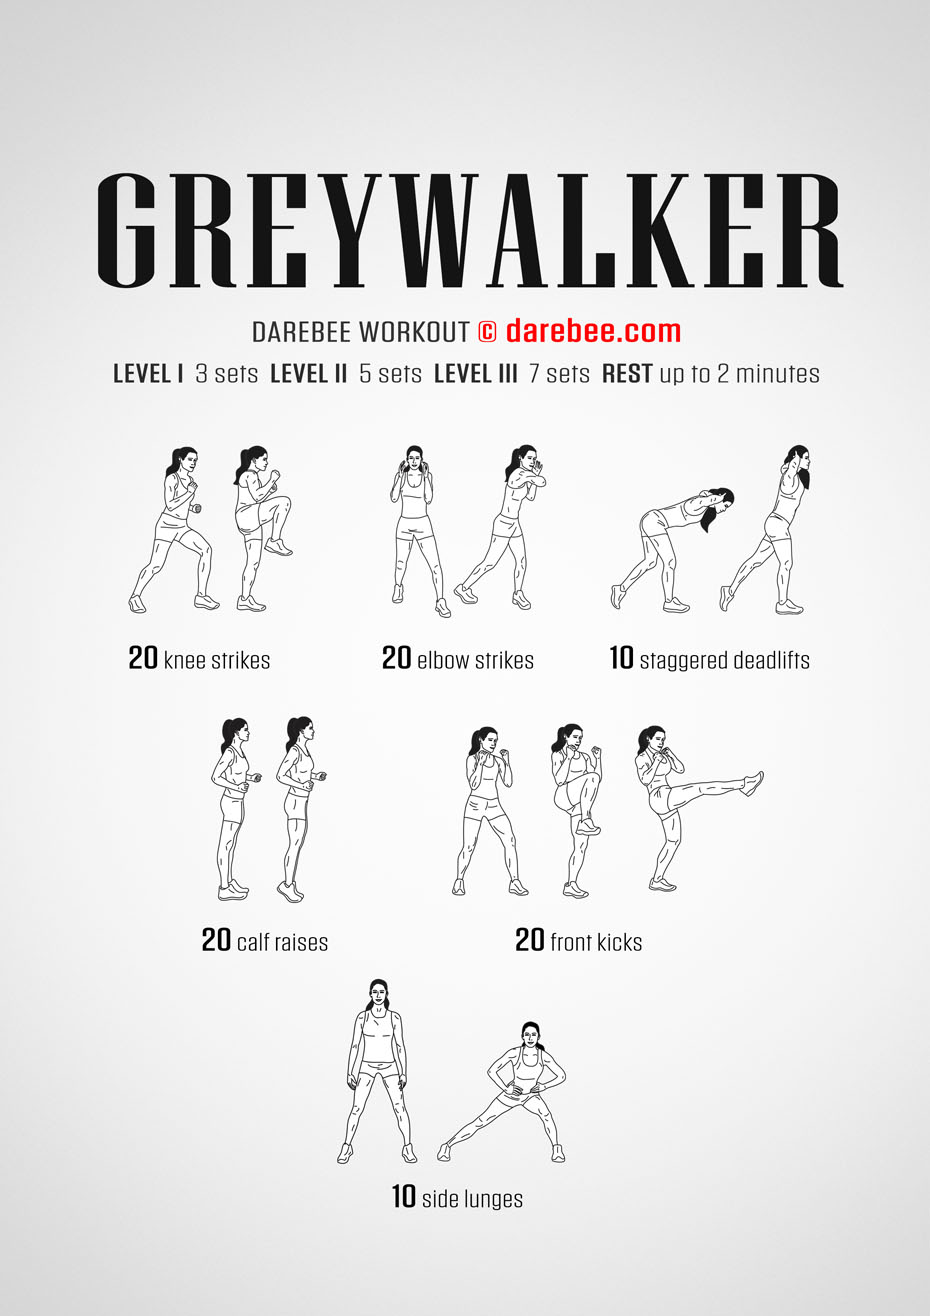 GREYWALKER
DAREBEE WORKOUT © darebee.com
LEVEL I 3 sets LEVEL II 5 sets LEVEL III 7 sets REST up to 2 minutes
20 knee strikes
20 elbow strikes
10 staggered deadlifts
20 calf raises
20 front kicks
10 side lunges